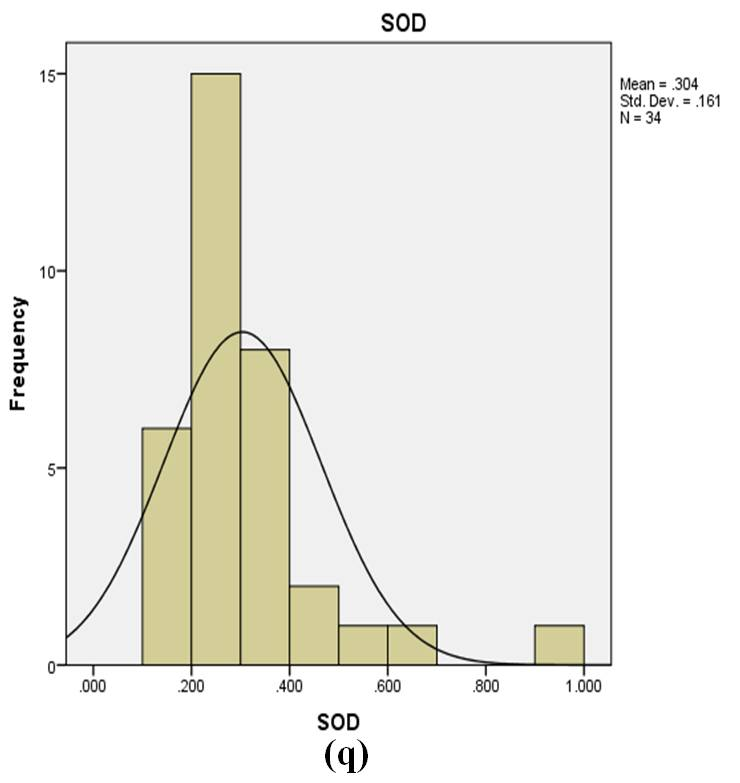 SOD
Mean = .304
Std. Dev. = .161
N = 34
Frequency
15
10
5
0
.000 .200 .400 .600 .800 1.000
SOD
(q)